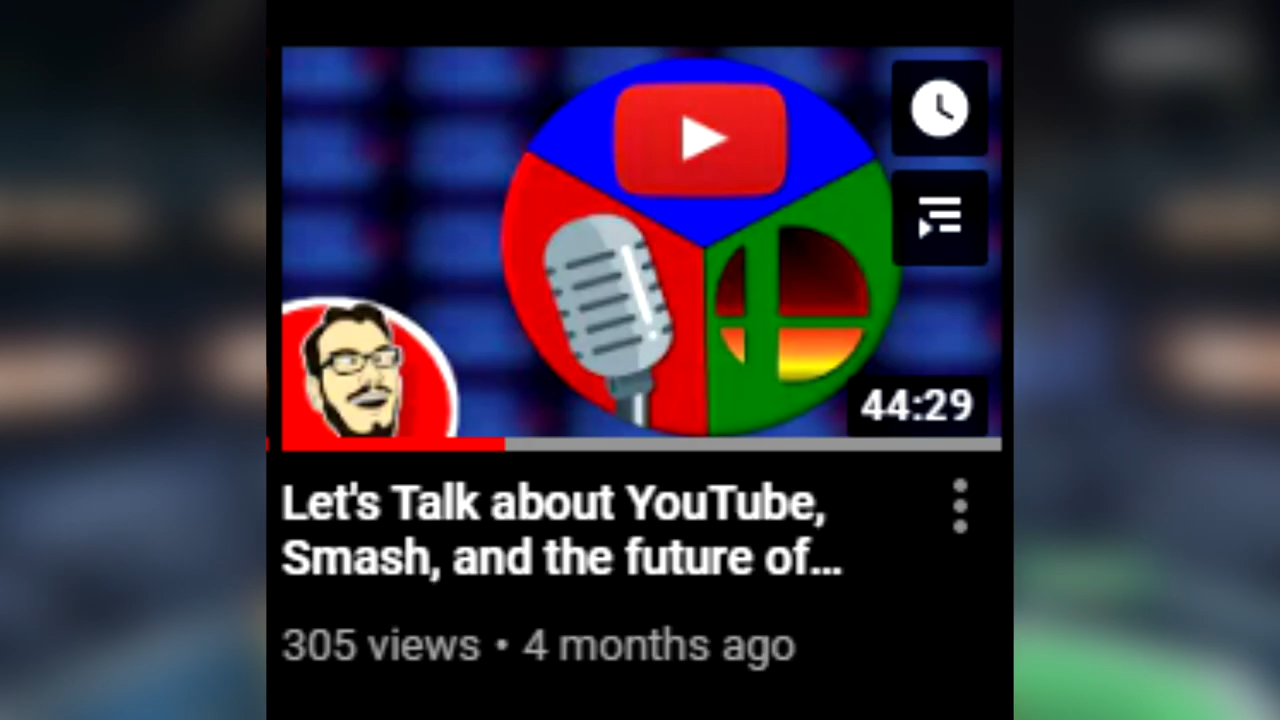 44:29
Let's Talk about YouTube,
Smash, and the future of...
305 views • 4 months ago